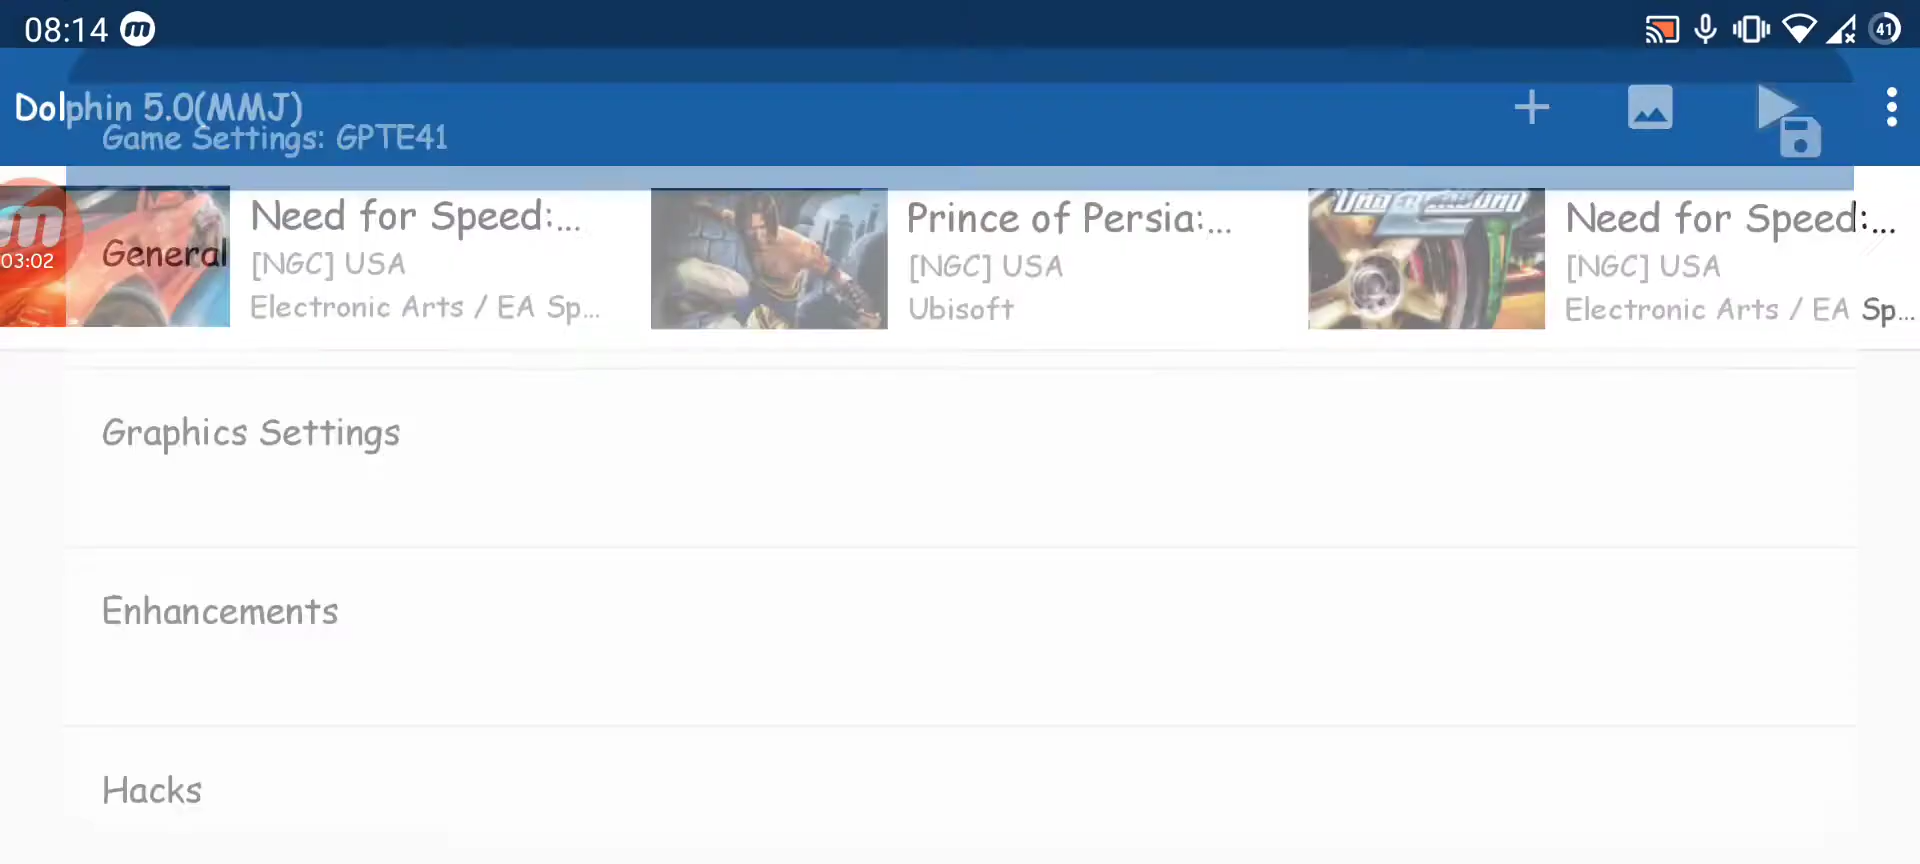 08:14
41
Dolphin 5.0(MMJ)
Game Settings: GPTE41
03:02
General
Need for Speed:...
[NGC] USA
Electronic Arts / EA Sp...
Prince of Persia:...
[NGC] USA
Ubisoft
UNDERGROUND
Need for Speed:...
[NGC] USA
Electronic Arts / EA Sp...
Graphics Settings
Enhancements
Hacks